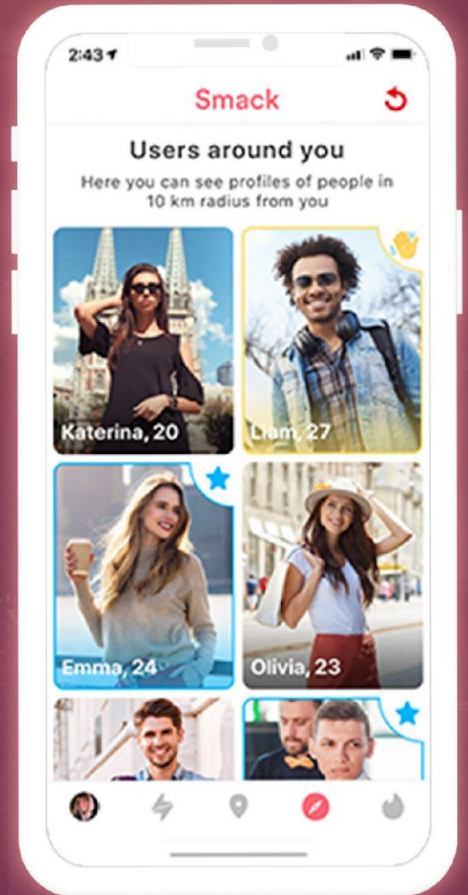 2:43
Smack
Users around you
Here you can see profiles of people in
10 km radius from you
Katerina, 20
Liam, 27
Emma, 24
Olivia, 23